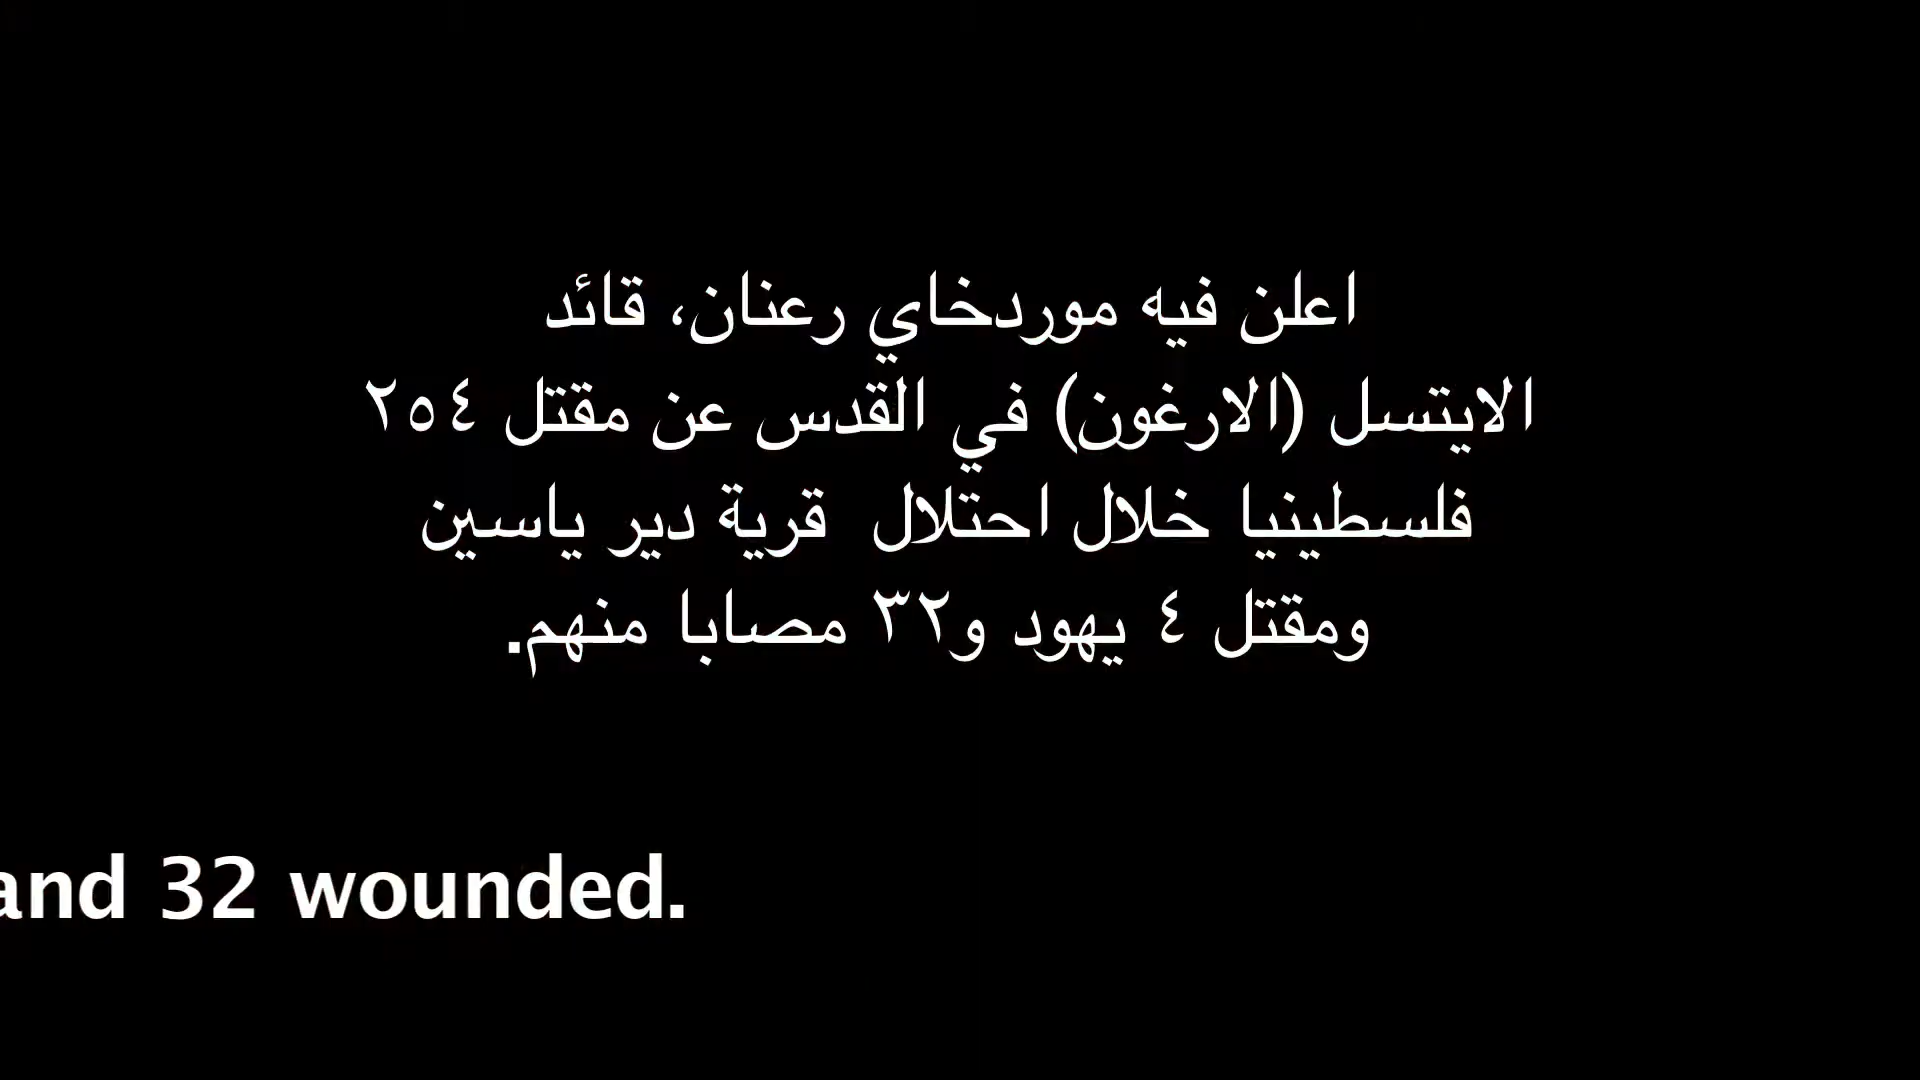 اعلن فيه موردخاي رعنان، قائد
الايتسل (الارغون) في القدس عن مقتل ٢٥٤
فلسطينيا خلال احتلال قرية دير ياسين
ومقتل ٤ يهود و٣٢ مصابا منهم.
and 32 wounded.